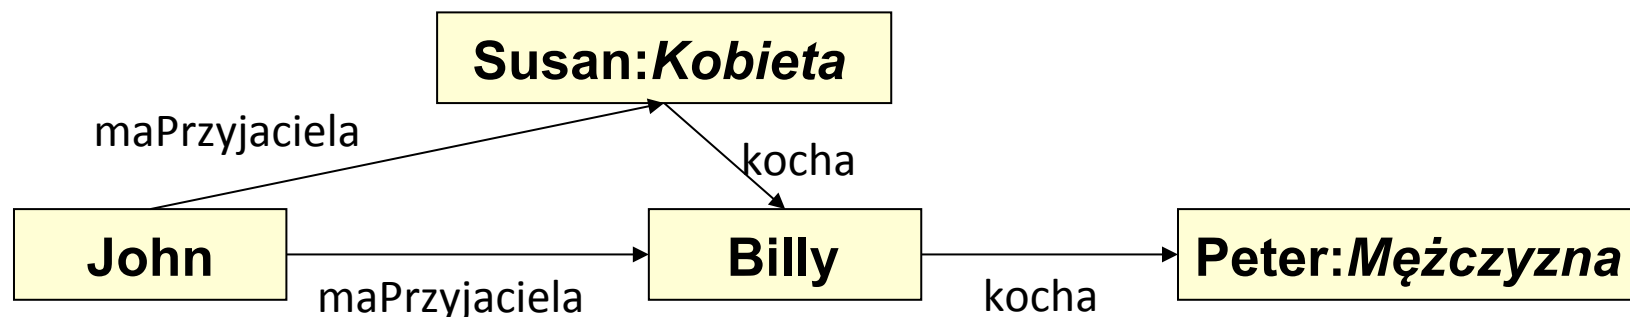 Susan:Kobieta
maPrzyjaciela
kocha
John
Billy
Peter:Mężczyzna
maPrzyjaciela
kocha